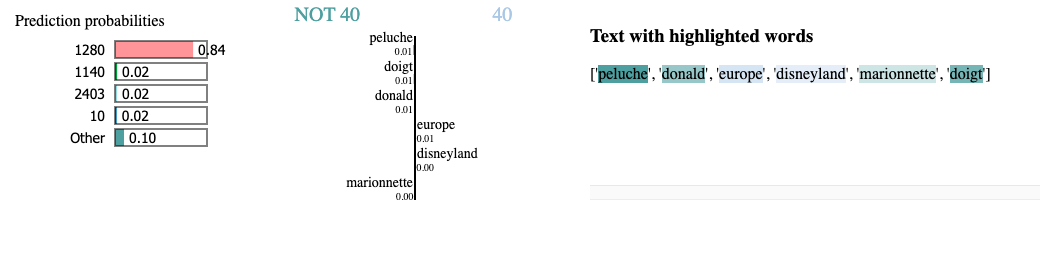 Prediction probabilities
1280 0.84
1140 0.02
2403 0.02
10 0.02
Other 0.10
NOT 40 40
peluche
0.01
doigt
0.01
donald
0.01
europe
0.01
disneyland
0.00
marionnette
0.00
Text with highlighted words
['peluche', 'donald', 'europe', 'disneyland', 'marionnette', 'doigt']